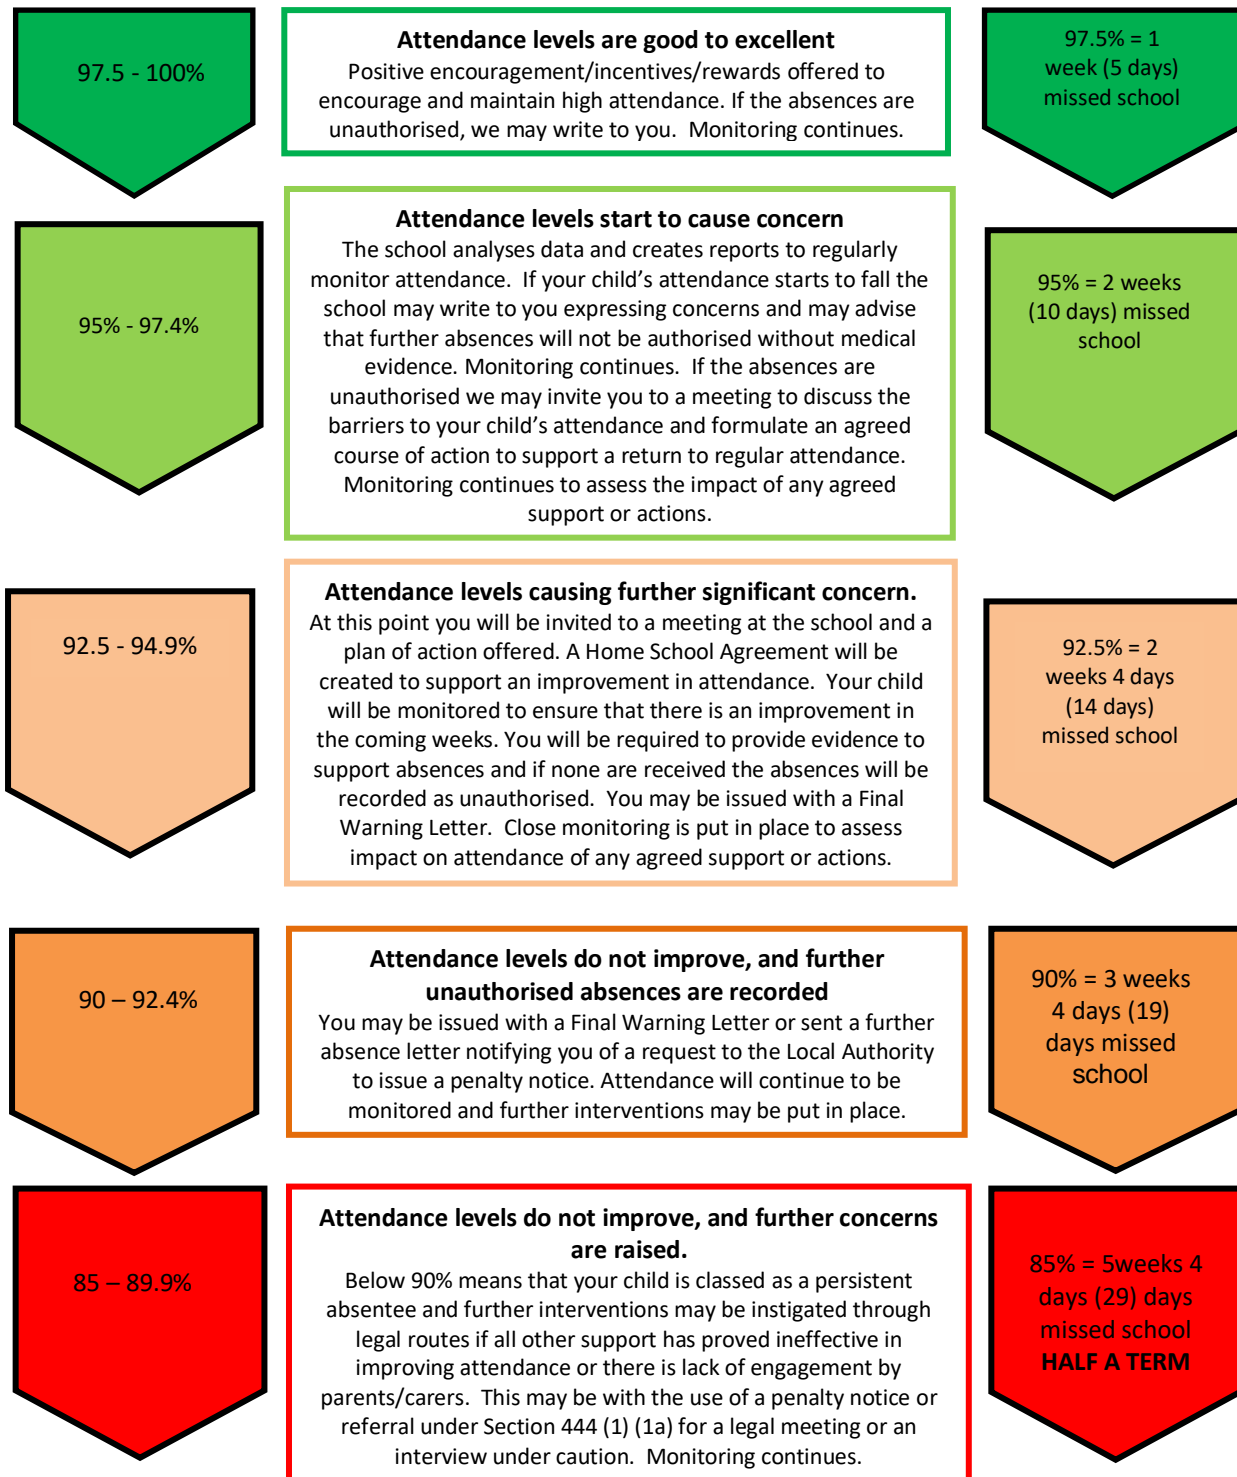 97.5 - 100%
Attendance levels are good to excellent
Positive encouragement/incentives/rewards offered to
encourage and maintain high attendance. If the absences are
unauthorised, we may write to you.  Monitoring continues.
97.5% = 1
week (5 days)
missed school
95% - 97.4%
Attendance levels start to cause concern
The school analyses data and creates reports to regularly
monitor attendance.  If your child’s attendance starts to fall the
school may write to you expressing concerns and may advise
that further absences will not be authorised without medical
evidence. Monitoring continues.  If the absences are
unauthorised we may invite you to a meeting to discuss the
barriers to your child’s attendance and formulate an agreed
course of action to support a return to regular attendance.
Monitoring continues to assess the impact of any agreed
support or actions.
95% = 2 weeks
(10 days) missed
school
92.5 - 94.9%
Attendance levels causing further significant concern.
At this point you will be invited to a meeting at the school and a
plan of action offered. A Home School Agreement will be
created to support an improvement in attendance.  Your child
will be monitored to ensure that there is an improvement in
the coming weeks. You will be required to provide evidence to
support absences and if none are received the absences will be
recorded as unauthorised.  You may be issued with a Final
Warning Letter.  Close monitoring is put in place to assess
impact on attendance of any agreed support or actions.
92.5% = 2
weeks 4 days
(14 days)
missed school
90 – 92.4%
Attendance levels do not improve, and further
unauthorised absences are recorded
You may be issued with a Final Warning Letter or sent a further
absence letter notifying you of a request to the Local Authority
to issue a penalty notice. Attendance will continue to be
monitored and further interventions may be put in place.
90% = 3 weeks
4 days (19)
days missed
school
85 – 89.9%
Attendance levels do not improve, and further concerns
are raised.
Below 90% means that your child is classed as a persistent
absentee and further interventions may be instigated through
legal routes if all other support has proved ineffective in
improving attendance or there is lack of engagement by
parents/carers.  This may be with the use of a penalty notice or
referral under Section 444 (1) (1a) for a legal meeting or an
interview under caution.  Monitoring continues.
85% = 5weeks 4
days (29) days
missed school
HALF A TERM